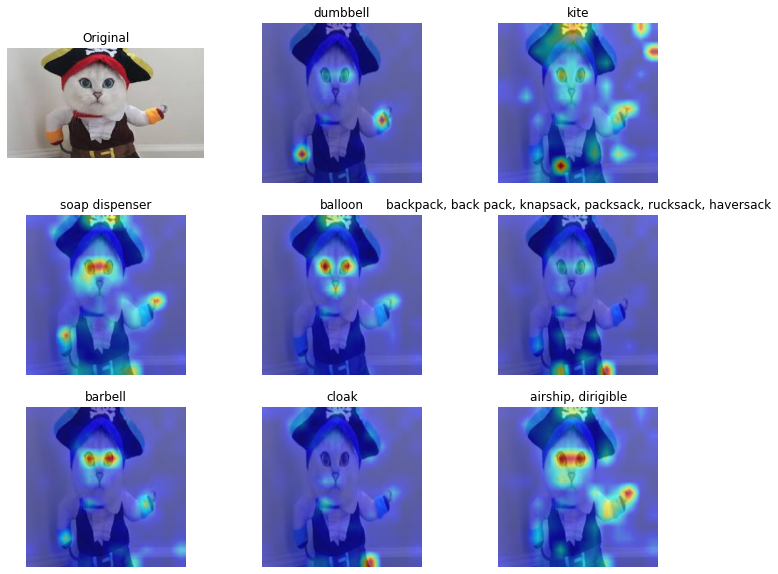 Original
dumbbell
kite
soap dispenser
balloon
backpack, back pack, knapsack, packsack, rucksack, haversack
barbell
cloak
airship, dirigible